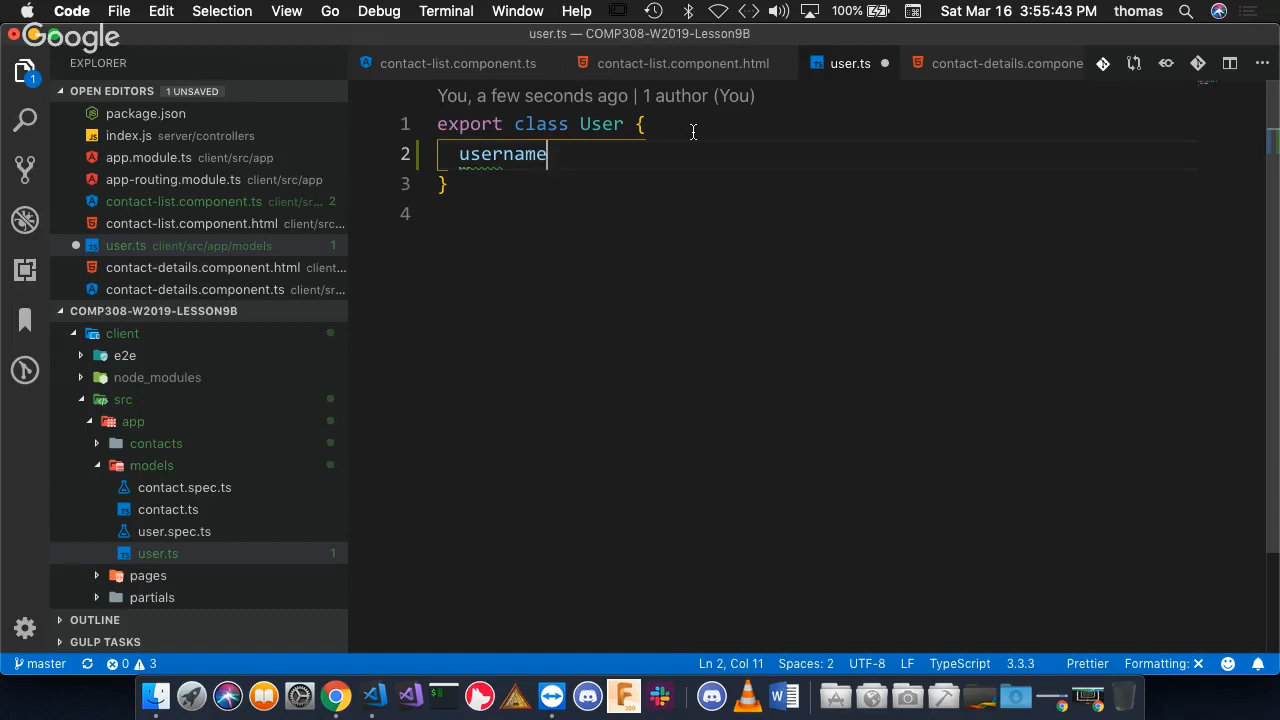 Code File Edit Selection View Go Debug Terminal Window Help 100% Sat Mar 16 3:55:43 PM thomas
Google
user.ts — COMP308-W2019-Lesson9B
EXPLORER
contact-list.component.ts contact-list.component.html user.ts contact-details.compone
1
OPEN EDITORS 1 UNSAVED
package.json
index.js server/controllers
app.module.ts client/src/app
app-routing.module.ts client/src/app
contact-list.component.ts client/sr... 2
contact-list.component.html client/src...
user.ts client/src/app/models 1
contact-details.component.html client...
contact-details.component.ts client/sr...
COMP308-W2019-LESSON9B
client
e2e
node_modules
src
app
contacts
models
contact.spec.ts
contact.ts
user.spec.ts
user.ts 1
pages
partials
OUTLINE
GULP TASKS
You, a few seconds ago | 1 author (You)
1 export class User {
2 username
3 }
4
master 0 3 Ln 2, Col 11 Spaces: 2 UTF-8 LF TypeScript 3.3.3 Prettier Formatting: ✕